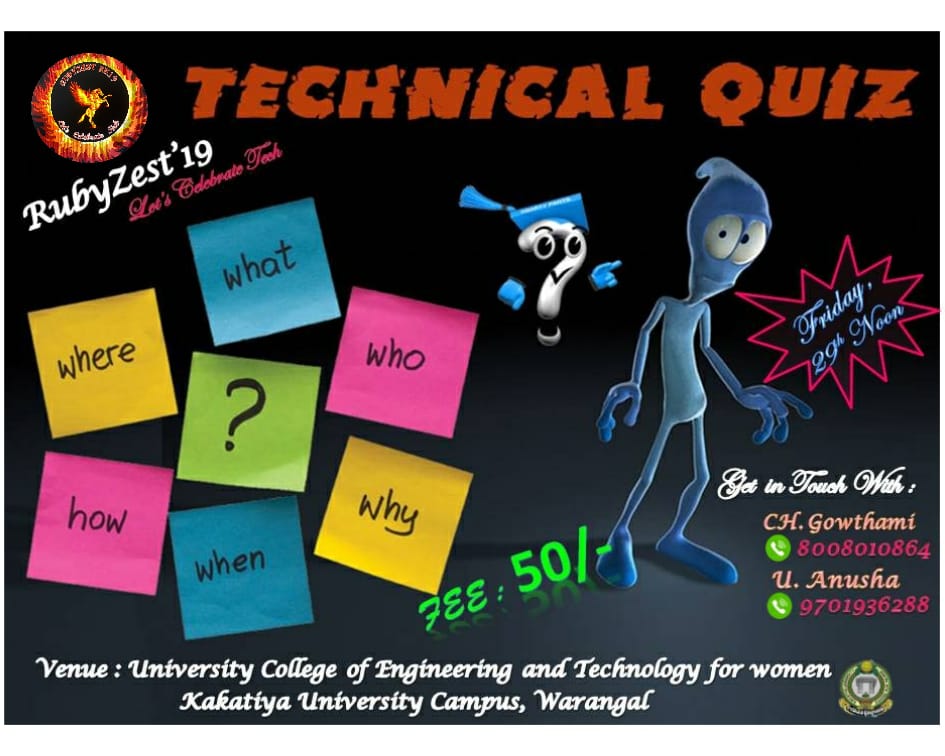 TECHNICAL QUIZ
RubyZest'19
Let's Celebrate Tech
what
where
who
?
how
why
when
Friday,
29th Noon
Get in Touch With :
CH. Gowthami
8008010864
U. Anusha
9701936288
FEE : 50/-
Venue : University College of Engineering and Technology for women
Kakatiya University Campus, Warangal